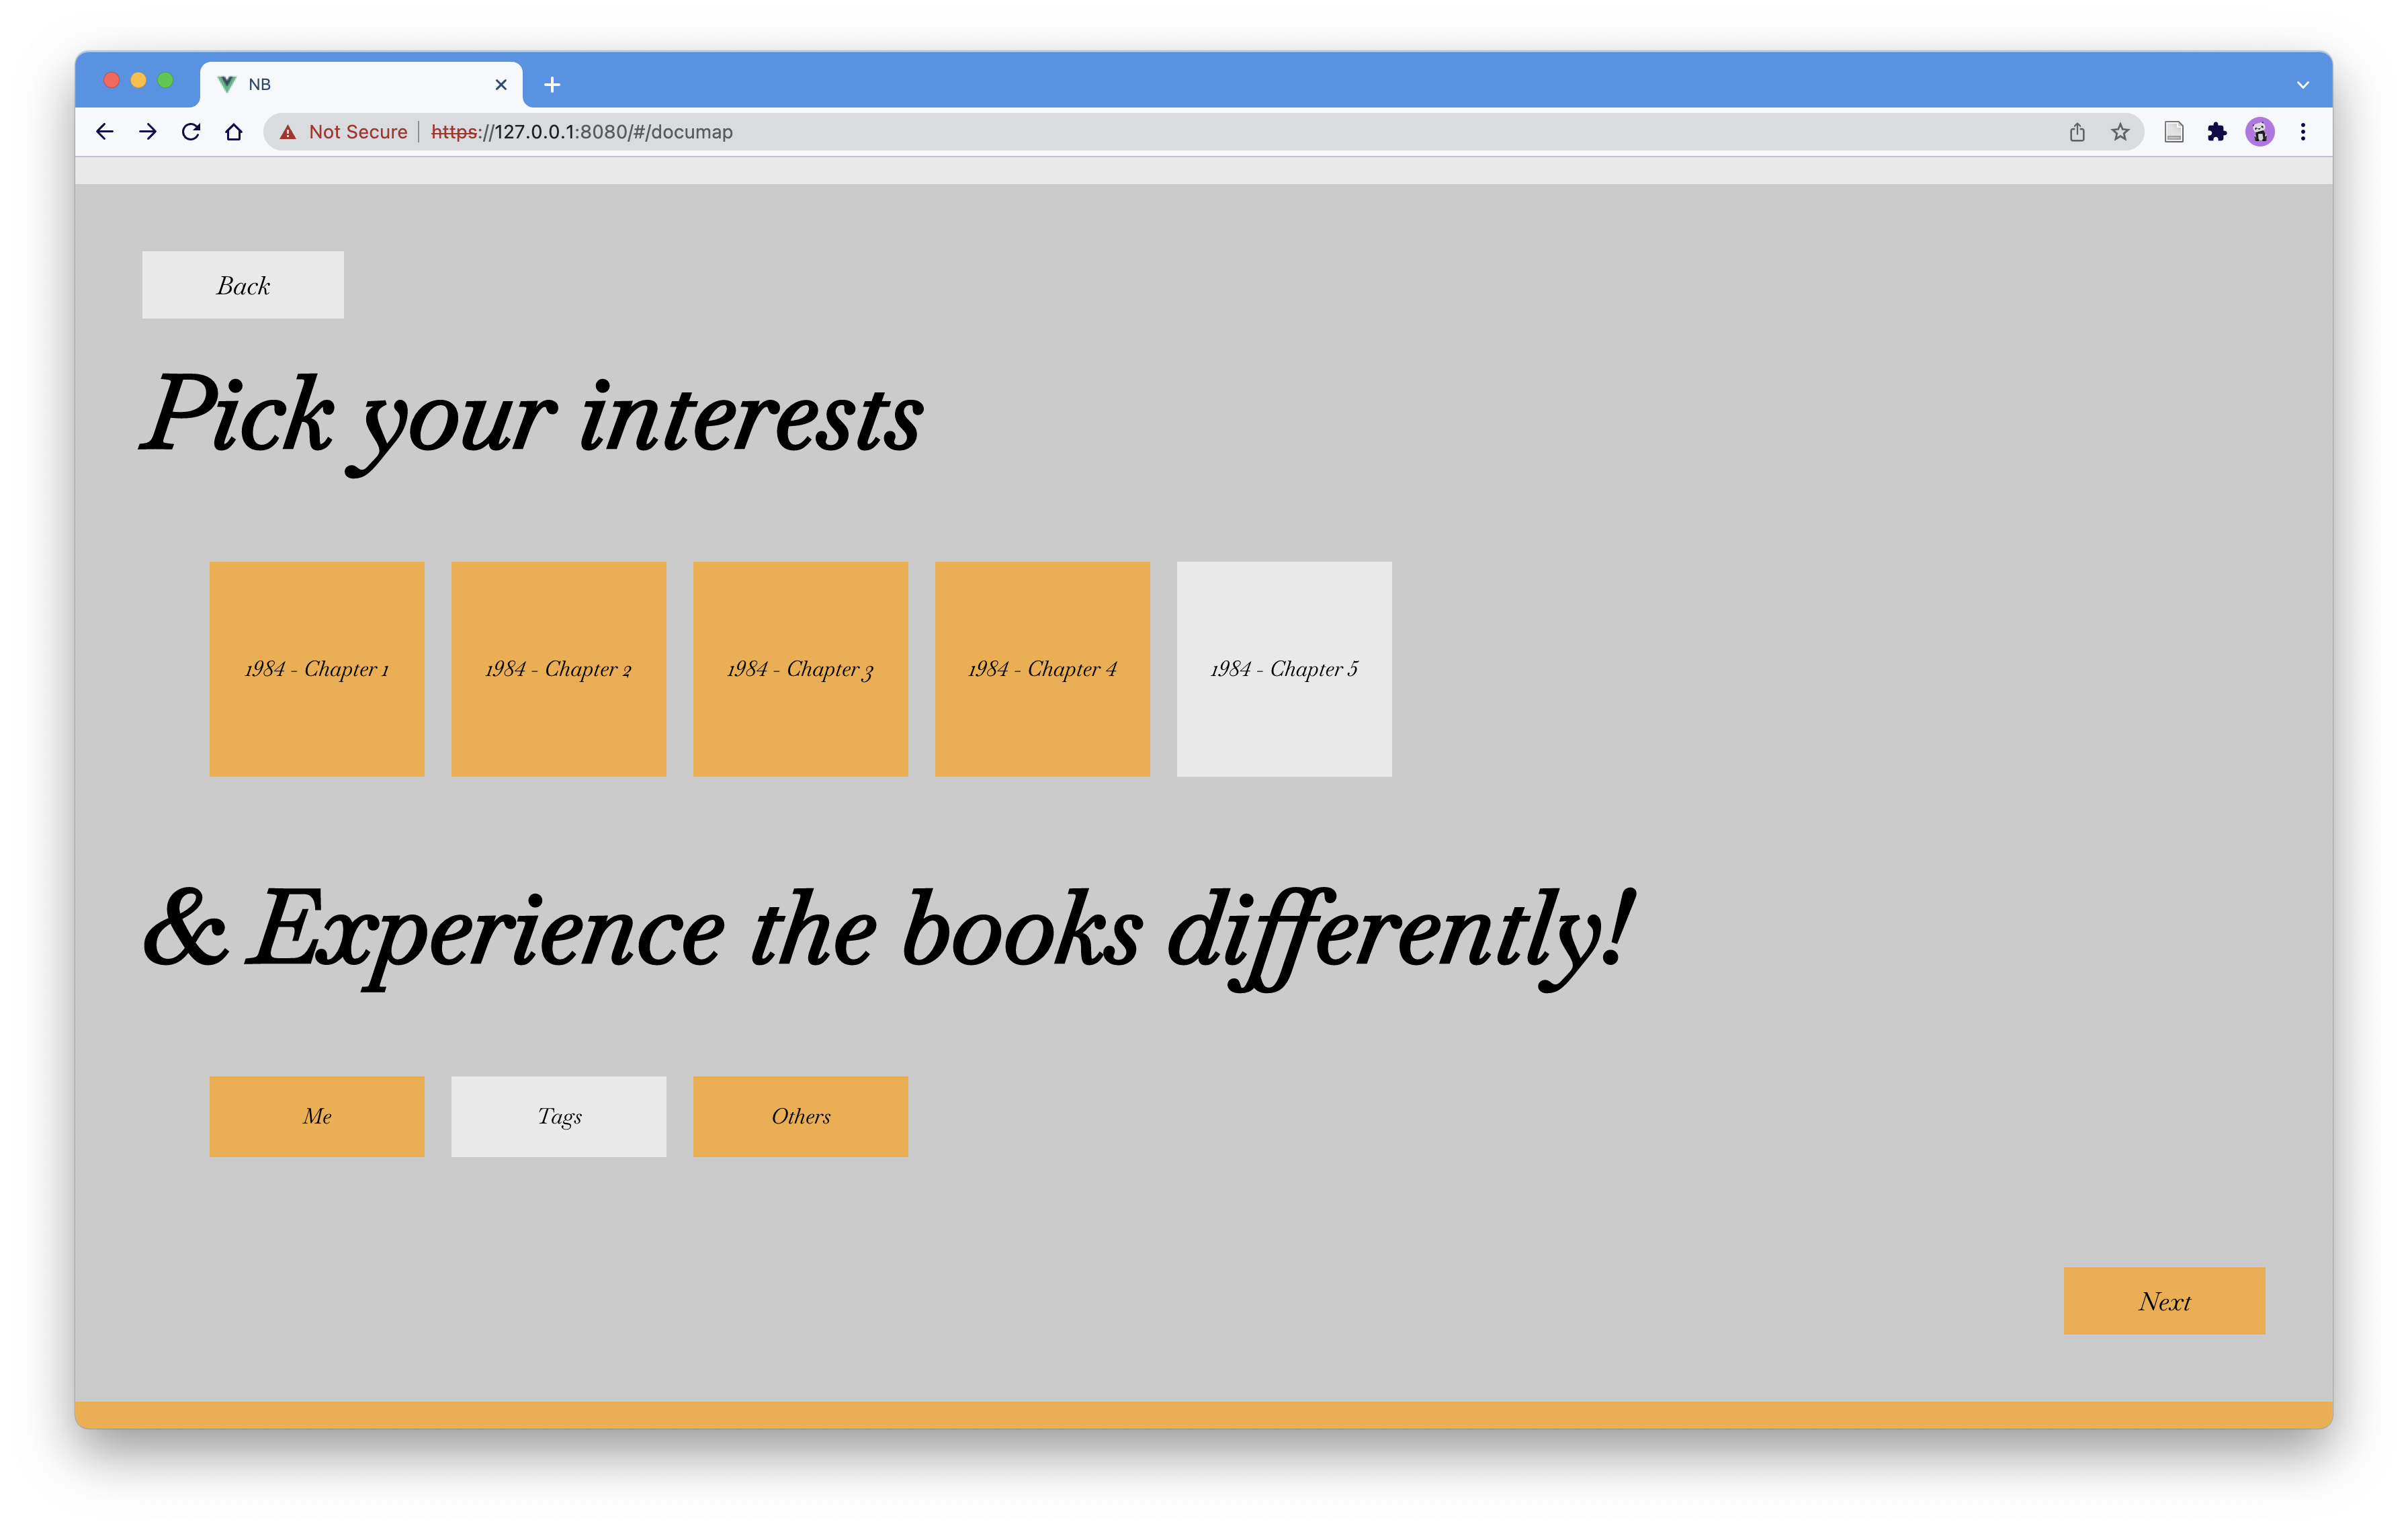 NB
Not Secure https://127.0.0.1:8080/#/documap
Back
Pick your interests
1984 - Chapter 1
1984 - Chapter 2
1984 - Chapter 3
1984 - Chapter 4
1984 - Chapter 5
& Experience the books differently!
Me
Tags
Others
Next